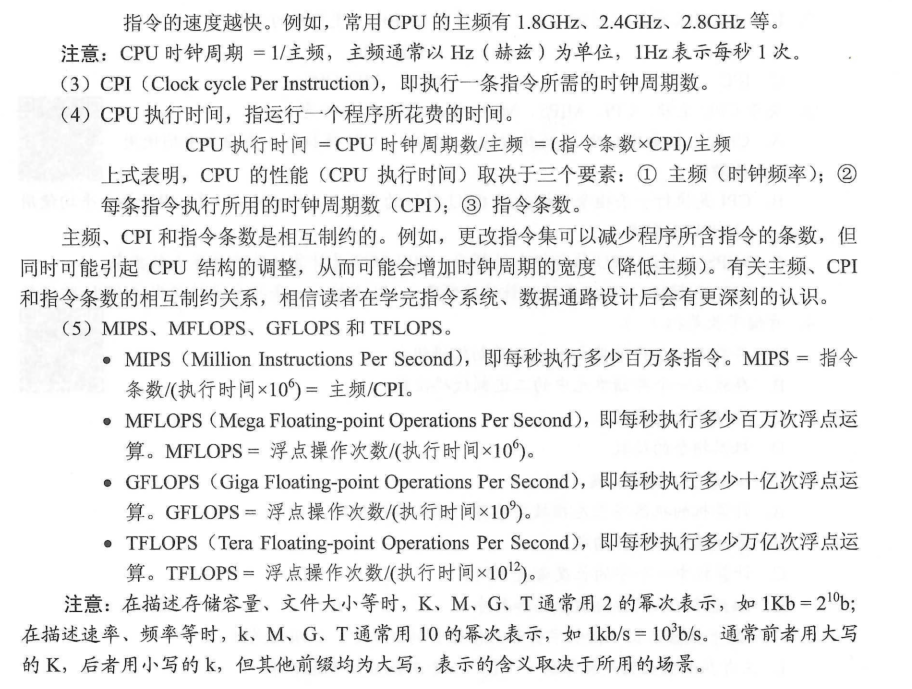 指令的速度越快。例如，常用 CPU 的主频有 1.8GHz、2.4GHz、2.8GHz 等。
注意：CPU 时钟周期 = 1/主频，主频通常以 Hz（赫兹）为单位，1Hz 表示每秒 1 次。
（3）CPI（Clock cycle Per Instruction），即执行一条指令所需的时钟周期数。
（4）CPU 执行时间，指运行一个程序所花费的时间。
CPU 执行时间 = CPU 时钟周期数/主频 = (指令条数×CPI)/主频
上式表明，CPU 的性能（CPU 执行时间）取决于三个要素：① 主频（时钟频率）；②
每条指令执行所用的时钟周期数（CPI）；③ 指令条数。
主频、CPI 和指令条数是相互制约的。例如，更改指令集可以减少程序所含指令的条数，但
同时可能引起 CPU 结构的调整，从而可能会增加时钟周期的宽度（降低主频）。有关主频、CPI
和指令条数的相互制约关系，相信读者在学完指令系统、数据通路设计后会有更深刻的认识。
（5）MIPS、MFLOPS、GFLOPS 和 TFLOPS。
● MIPS（Million Instructions Per Second），即每秒执行多少百万条指令。MIPS = 指令
条数/(执行时间×10⁶) = 主频/CPI。
● MFLOPS（Mega Floating-point Operations Per Second），即每秒执行多少百万次浮点运
算。MFLOPS = 浮点操作次数/(执行时间×10⁶)。
● GFLOPS（Giga Floating-point Operations Per Second），即每秒执行多少十亿次浮点运
算。GFLOPS = 浮点操作次数/(执行时间×10⁹)。
● TFLOPS（Tera Floating-point Operations Per Second），即每秒执行多少万亿次浮点运
算。TFLOPS = 浮点操作次数/(执行时间×10¹²)。
注意：在描述存储容量、文件大小等时，K、M、G、T 通常用 2 的幂次表示，如 1Kb = 2¹⁰b;
在描述速率、频率等时，k、M、G、T 通常用 10 的幂次表示，如 1kb/s = 10³b/s。通常前者用大写
的 K，后者用小写的 k，但其他前缀均为大写，表示的含义取决于所用的场景。